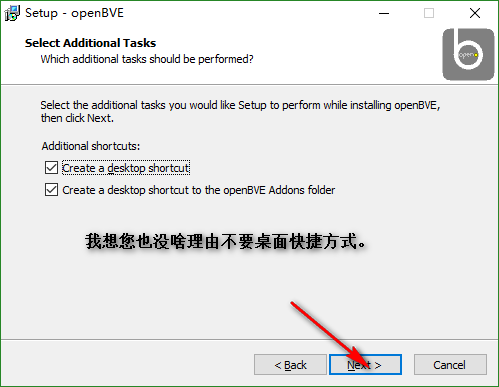 Setup - openBVE
Select Additional Tasks
Which additional tasks should be performed?
open
b
Select the additional tasks you would like Setup to perform while installing openBVE,
then click Next.
Additional shortcuts:
Create a desktop shortcut
Create a desktop shortcut to the openBVE Addons folder
我想您也没啥理由不要桌面快捷方式。
< Back
Next >
Cancel